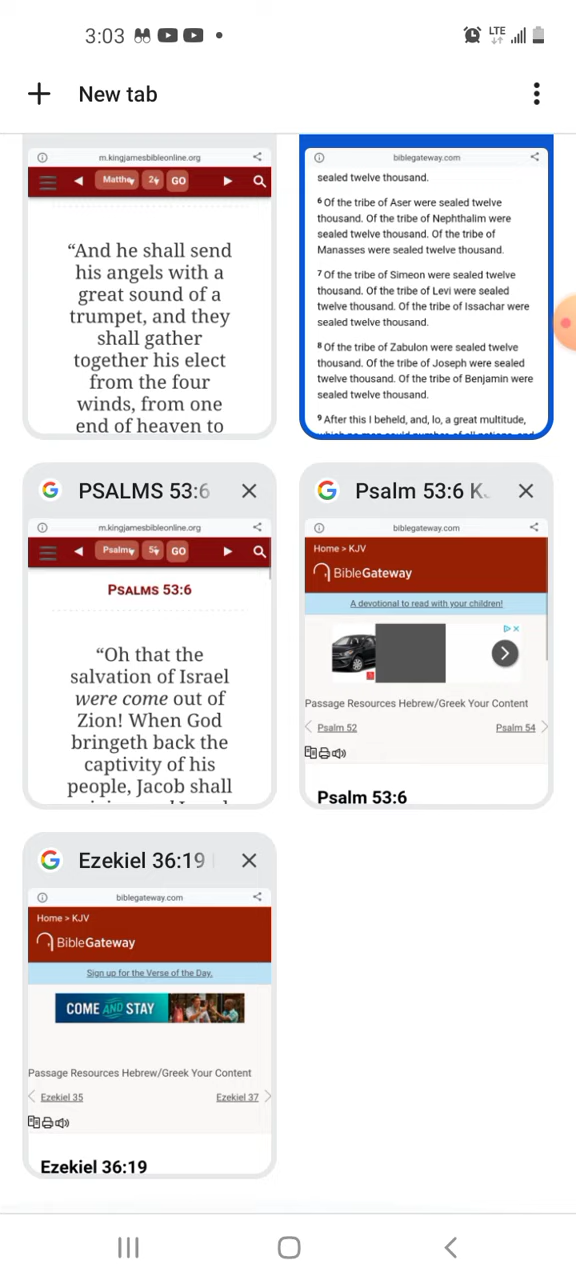 3:03
LTE
New tab
m.kingjamesbibleonline.org
GO
“And he shall send
his angels with a
great sound of a
trumpet, and they
shall gather
together his elect
from the four
winds, from one
end of heaven to
biblegateway.com
sealed twelve thousand.
6 Of the tribe of Aser were sealed twelve
thousand. Of the tribe of Nephthalim were
sealed twelve thousand. Of the tribe of
Manasses were sealed twelve thousand.
7 Of the tribe of Simeon were sealed twelve
thousand. Of the tribe of Levi were sealed
twelve thousand. Of the tribe of Issachar were
sealed twelve thousand.
8 Of the tribe of Zabulon were sealed twelve
thousand. Of the tribe of Joseph were sealed
twelve thousand. Of the tribe of Benjamin were
sealed twelve thousand.
9 After this I beheld, and, lo, a great multitude,
PSALMS 53:6
m.kingjamesbibleonline.org
GO
PSALMS 53:6
“Oh that the
salvation of Israel
were come out of
Zion! When God
bringeth back the
captivity of his
people, Jacob shall
Psalm 53:6
biblegateway.com
Home > KJV
BibleGateway
A devotional to read with your children!
Passage Resources Hebrew/Greek Your Content
Psalm 52
Psalm 54
Psalm 53:6
Ezekiel 36:19
biblegateway.com
Home > KJV
BibleGateway
Sign up for the Verse of the Day.
COME AND STAY
Passage Resources Hebrew/Greek Your Content
Ezekiel 35
Ezekiel 37
Ezekiel 36:19